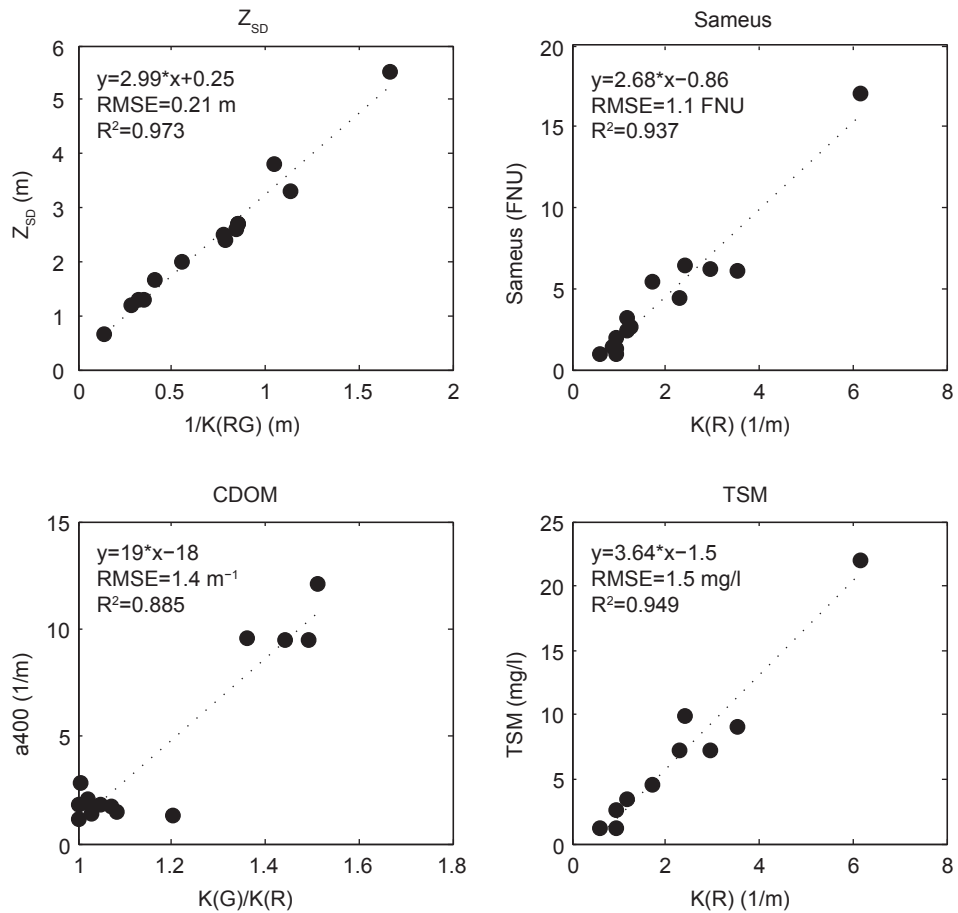 Z_SD
6
5
4
3
2
1
0
Z_SD (m)
y=2.99*x+0.25
RMSE=0.21 m
R²=0.973
0 0.5 1 1.5 2
1/K(RG) (m)
Sameus
20
15
10
5
0
Sameus (FNU)
y=2.68*x−0.86
RMSE=1.1 FNU
R²=0.937
0 2 4 6 8
K(R) (1/m)
CDOM
15
10
5
0
a400 (1/m)
y=19*x−18
RMSE=1.4 m⁻¹
R²=0.885
1 1.2 1.4 1.6 1.8
K(G)/K(R)
TSM
25
20
15
10
5
0
TSM (mg/l)
y=3.64*x−1.5
RMSE=1.5 mg/l
R²=0.949
0 2 4 6 8
K(R) (1/m)